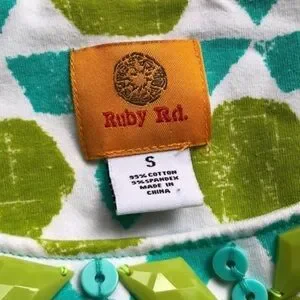 Ruby Rd.
S
95% COTTON
5% SPANDEX
MADE IN
CHINA